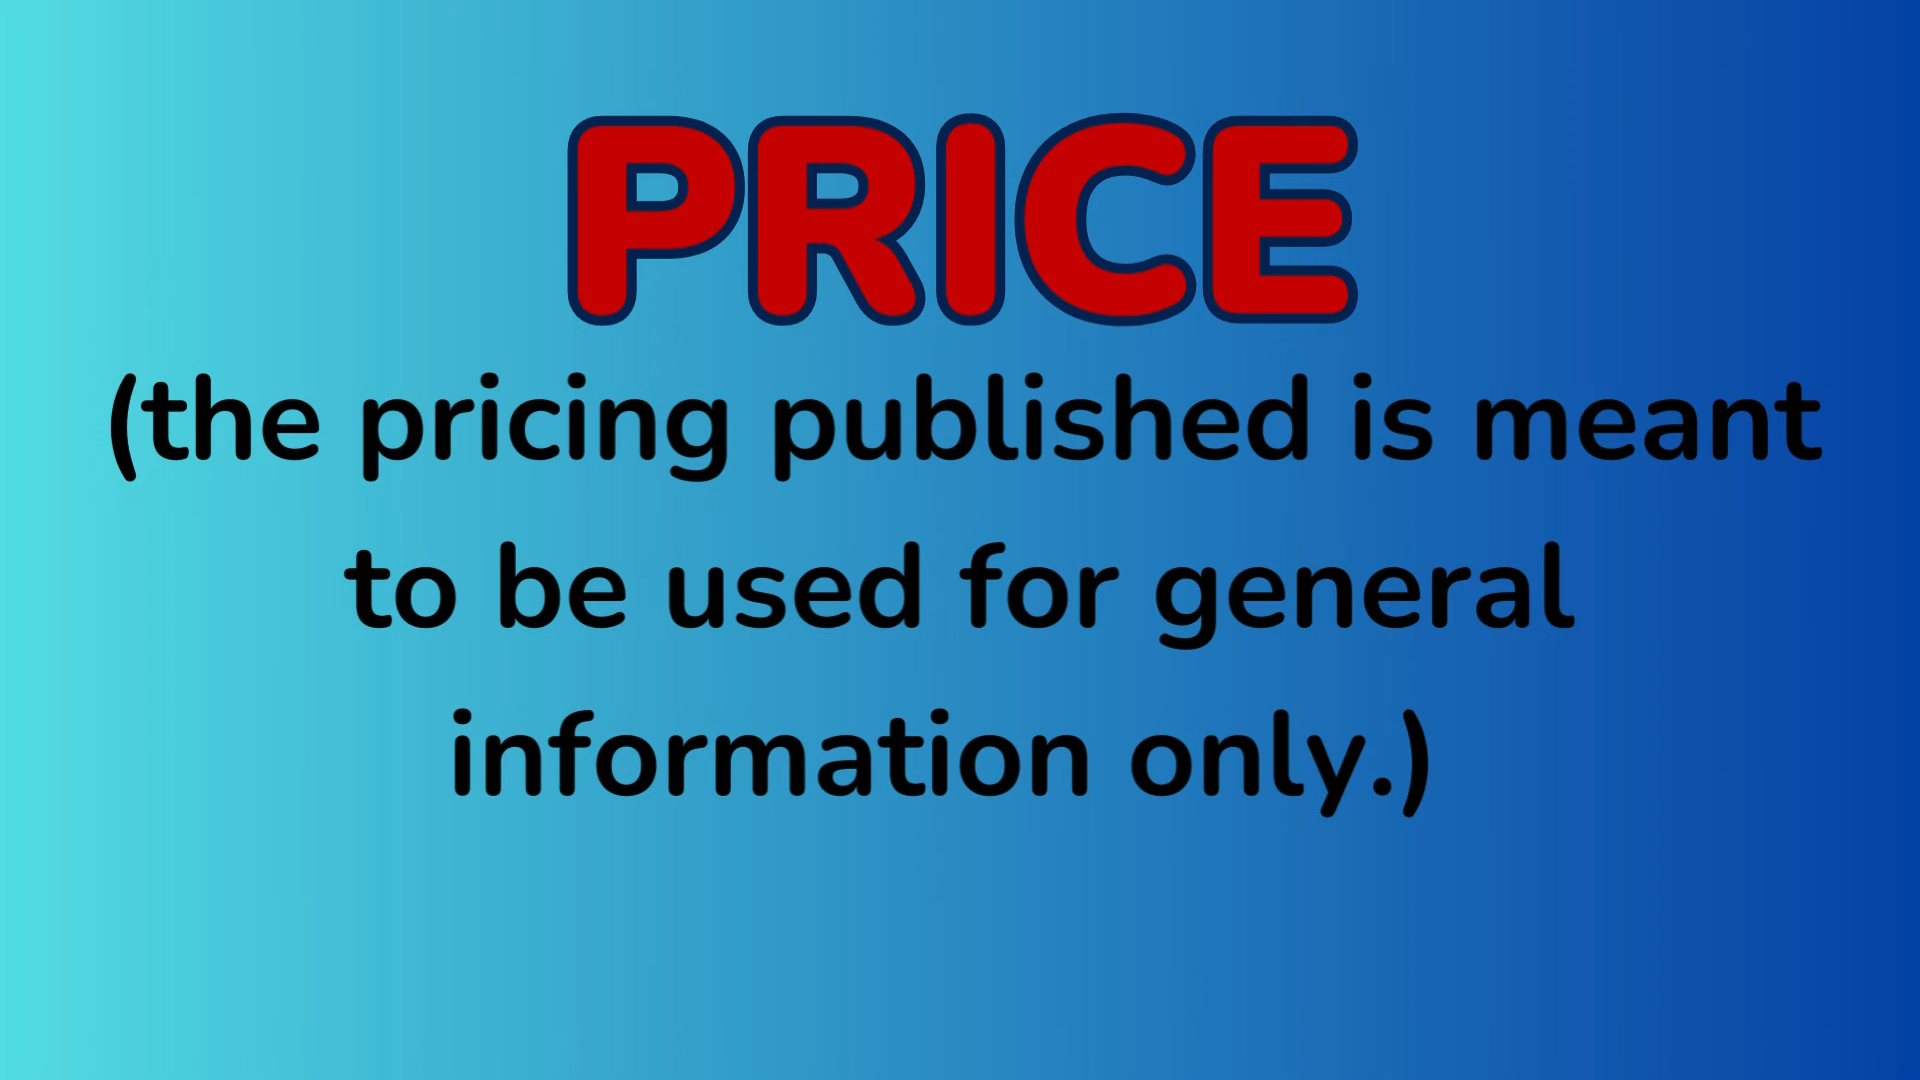 PRICE
(the pricing published is meant
to be used for general
information only.)